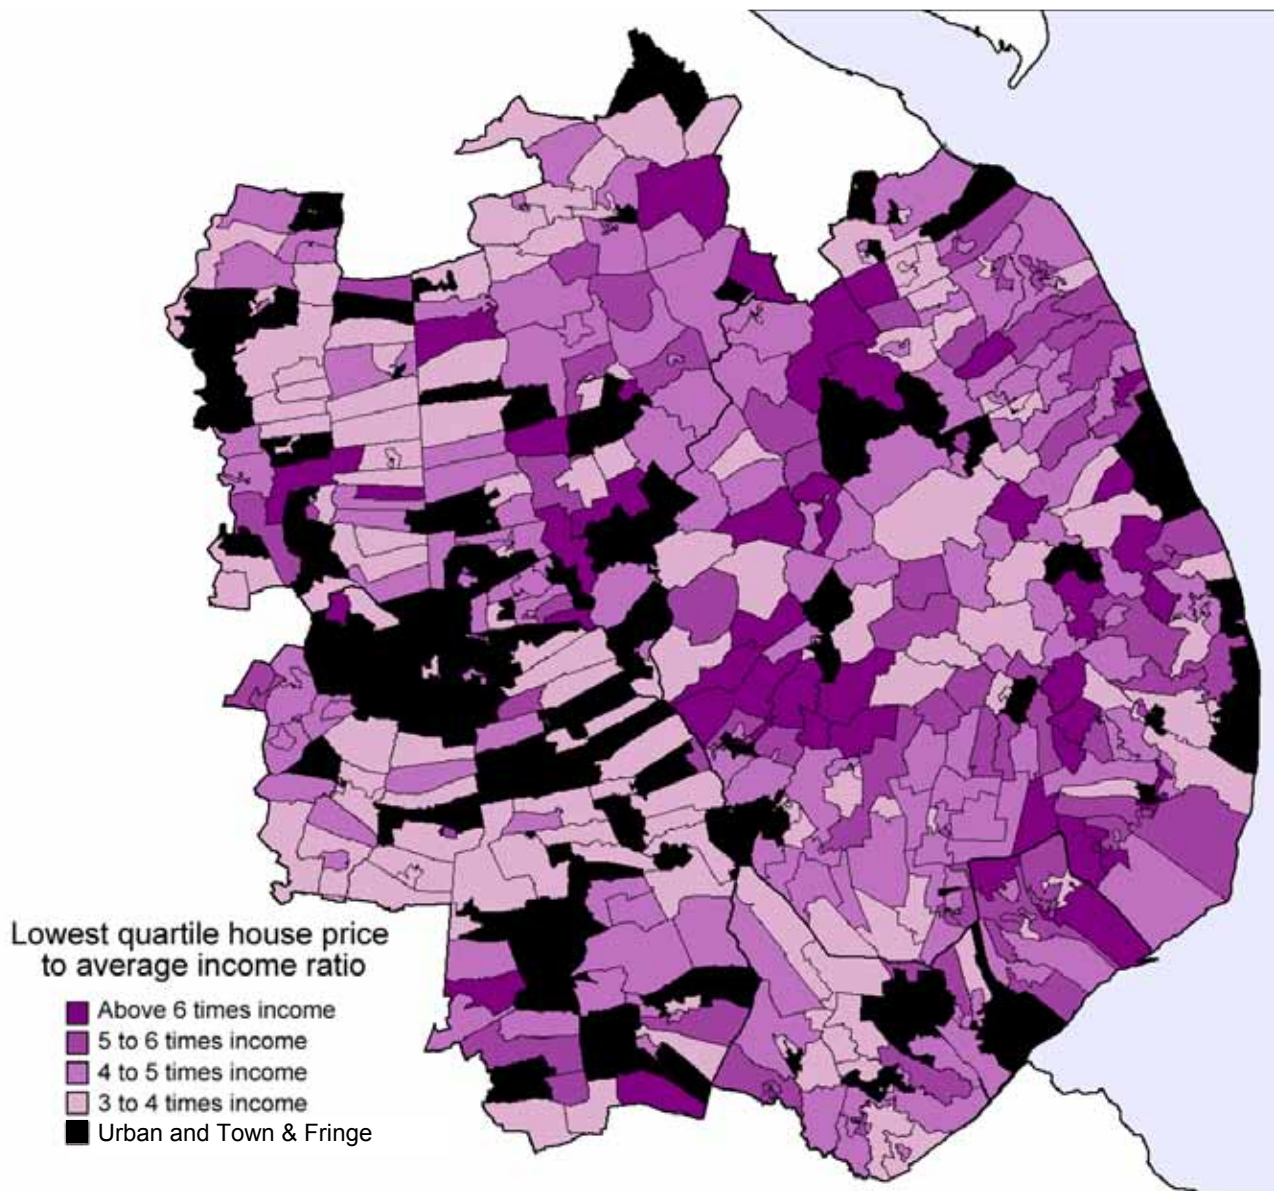 Lowest quartile house price
to average income ratio
Above 6 times income
5 to 6 times income
4 to 5 times income
3 to 4 times income
Urban and Town & Fringe